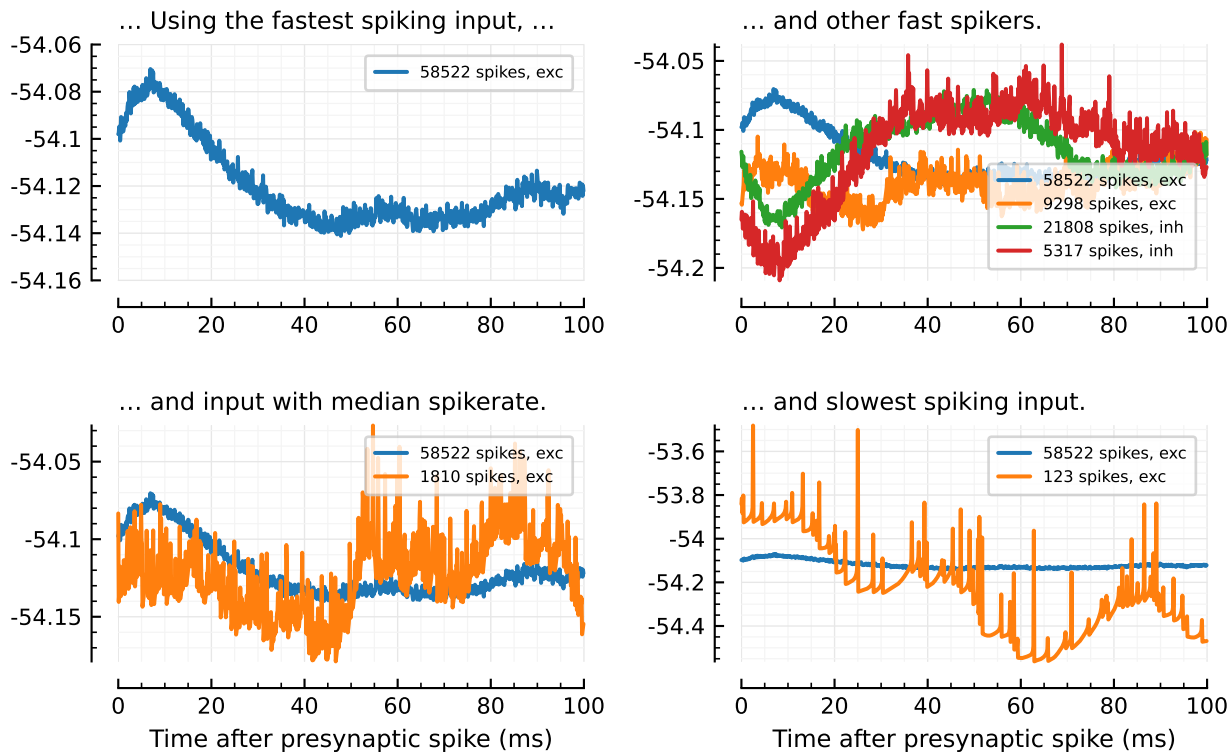 … Using the fastest spiking input, …
-54.06
-54.08
-54.1
-54.12
-54.14
-54.16
58522 spikes, exc
0 20 40 60 80 100
… and other fast spikers.
-54.05
-54.1
-54.15
-54.2
58522 spikes, exc
9298 spikes, exc
21808 spikes, inh
5317 spikes, inh
0 20 40 60 80 100
… and input with median spikerate.
-54.05
-54.1
-54.15
58522 spikes, exc
1810 spikes, exc
0 20 40 60 80 100
Time after presynaptic spike (ms)
… and slowest spiking input.
-53.6
-53.8
-54
-54.2
-54.4
58522 spikes, exc
123 spikes, exc
0 20 40 60 80 100
Time after presynaptic spike (ms)